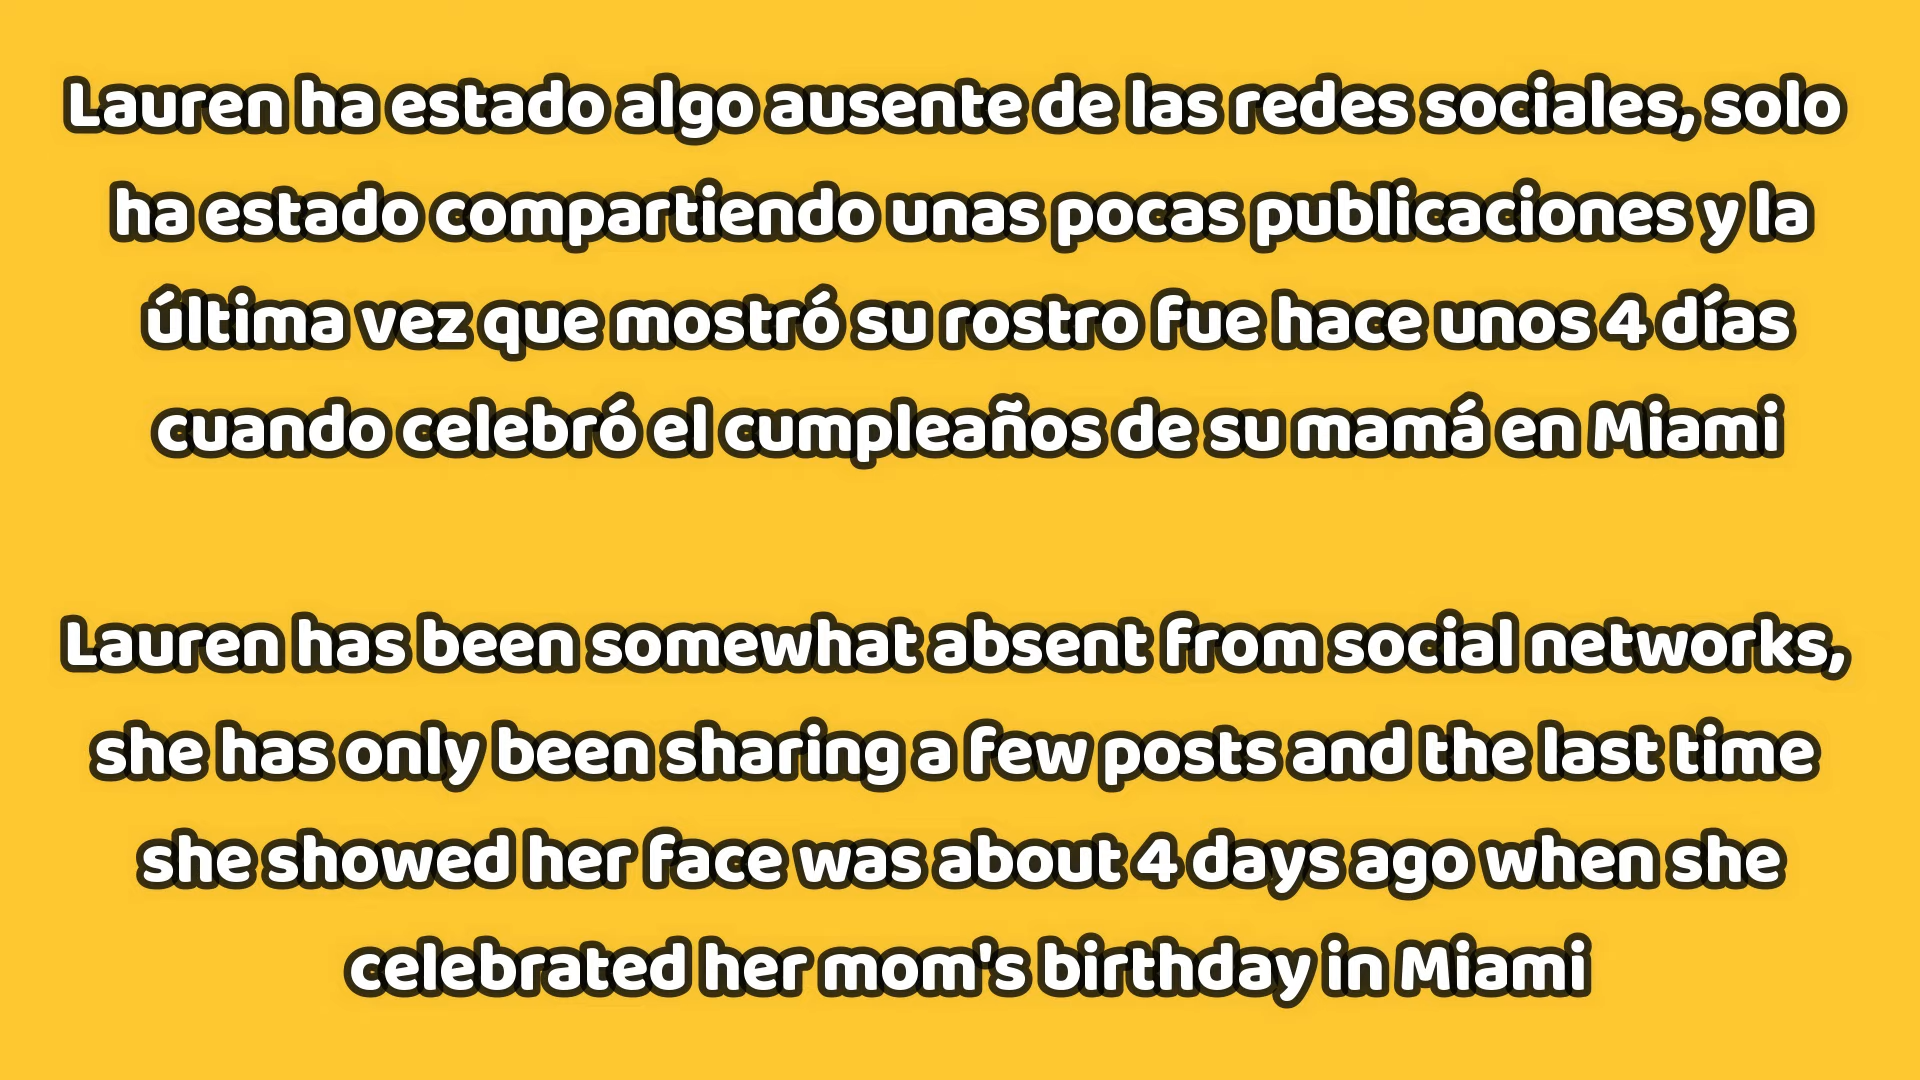 Lauren ha estado algo ausente de las redes sociales, solo
ha estado compartiendo unas pocas publicaciones y la
última vez que mostró su rostro fue hace unos 4 días
cuando celebró el cumpleaños de su mamá en Miami
Lauren has been somewhat absent from social networks,
she has only been sharing a few posts and the last time
she showed her face was about 4 days ago when she
celebrated her mom's birthday in Miami